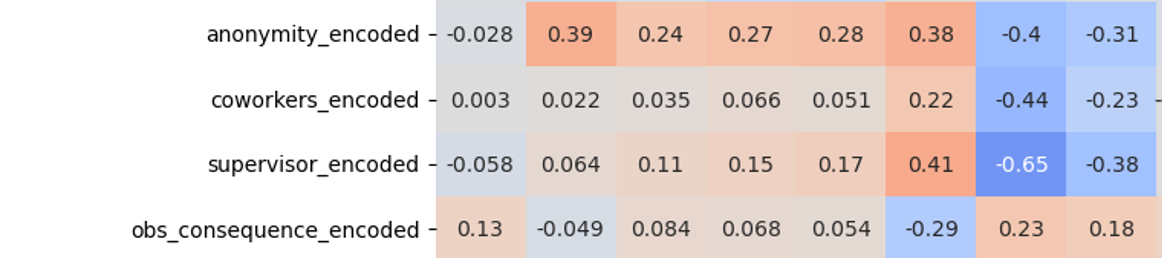 anonymity_encoded -0.028 0.39 0.24 0.27 0.28 0.38 -0.4 -0.31
coworkers_encoded 0.003 0.022 0.035 0.066 0.051 0.22 -0.44 -0.23
supervisor_encoded -0.058 0.064 0.11 0.15 0.17 0.41 -0.65 -0.38
obs_consequence_encoded 0.13 -0.049 0.084 0.068 0.054 -0.29 0.23 0.18